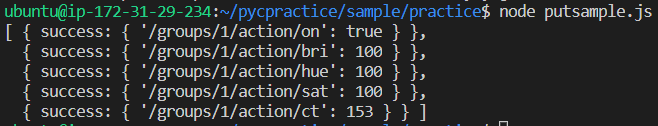 ubuntu@ip-172-31-29-234:~/pycpractice/sample/practice$ node putsample.js
[ { success: { '/groups/1/action/on': true } },
  { success: { '/groups/1/action/bri': 100 } },
  { success: { '/groups/1/action/hue': 100 } },
  { success: { '/groups/1/action/sat': 100 } },
  { success: { '/groups/1/action/ct': 153 } } ]